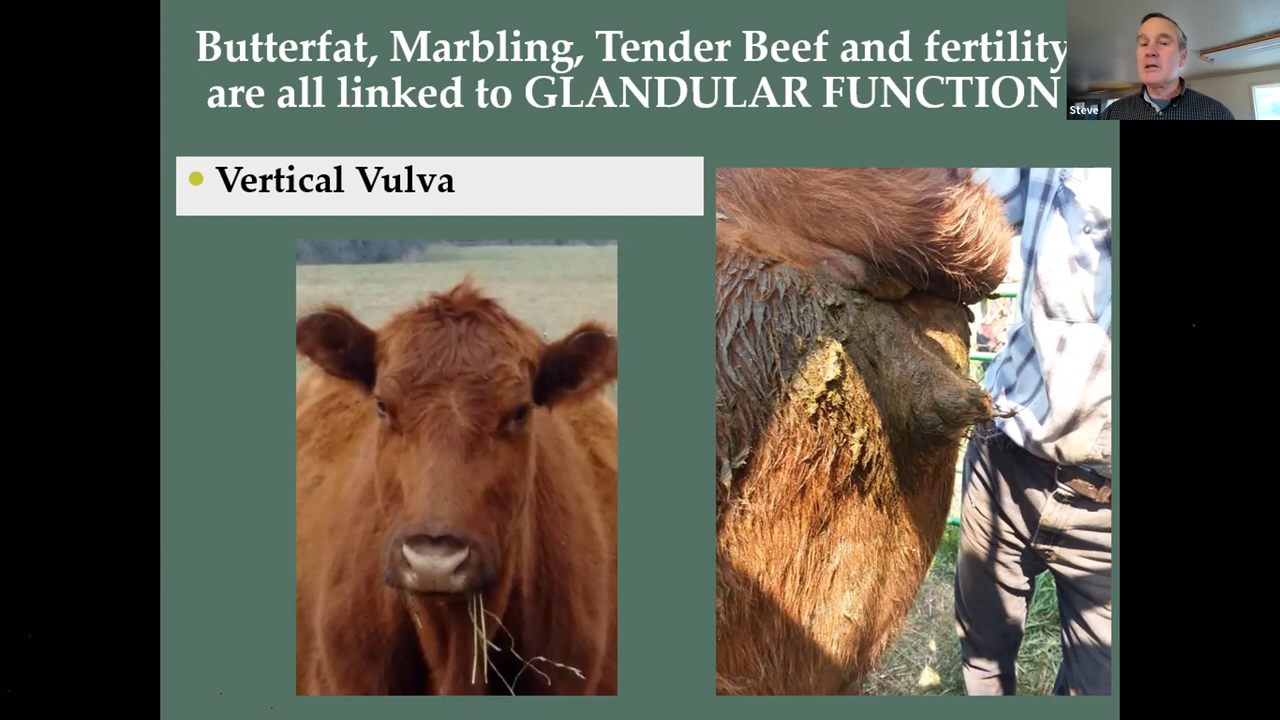 Butterfat, Marbling, Tender Beef and fertility
are all linked to GLANDULAR FUNCTION
Steve
• Vertical Vulva